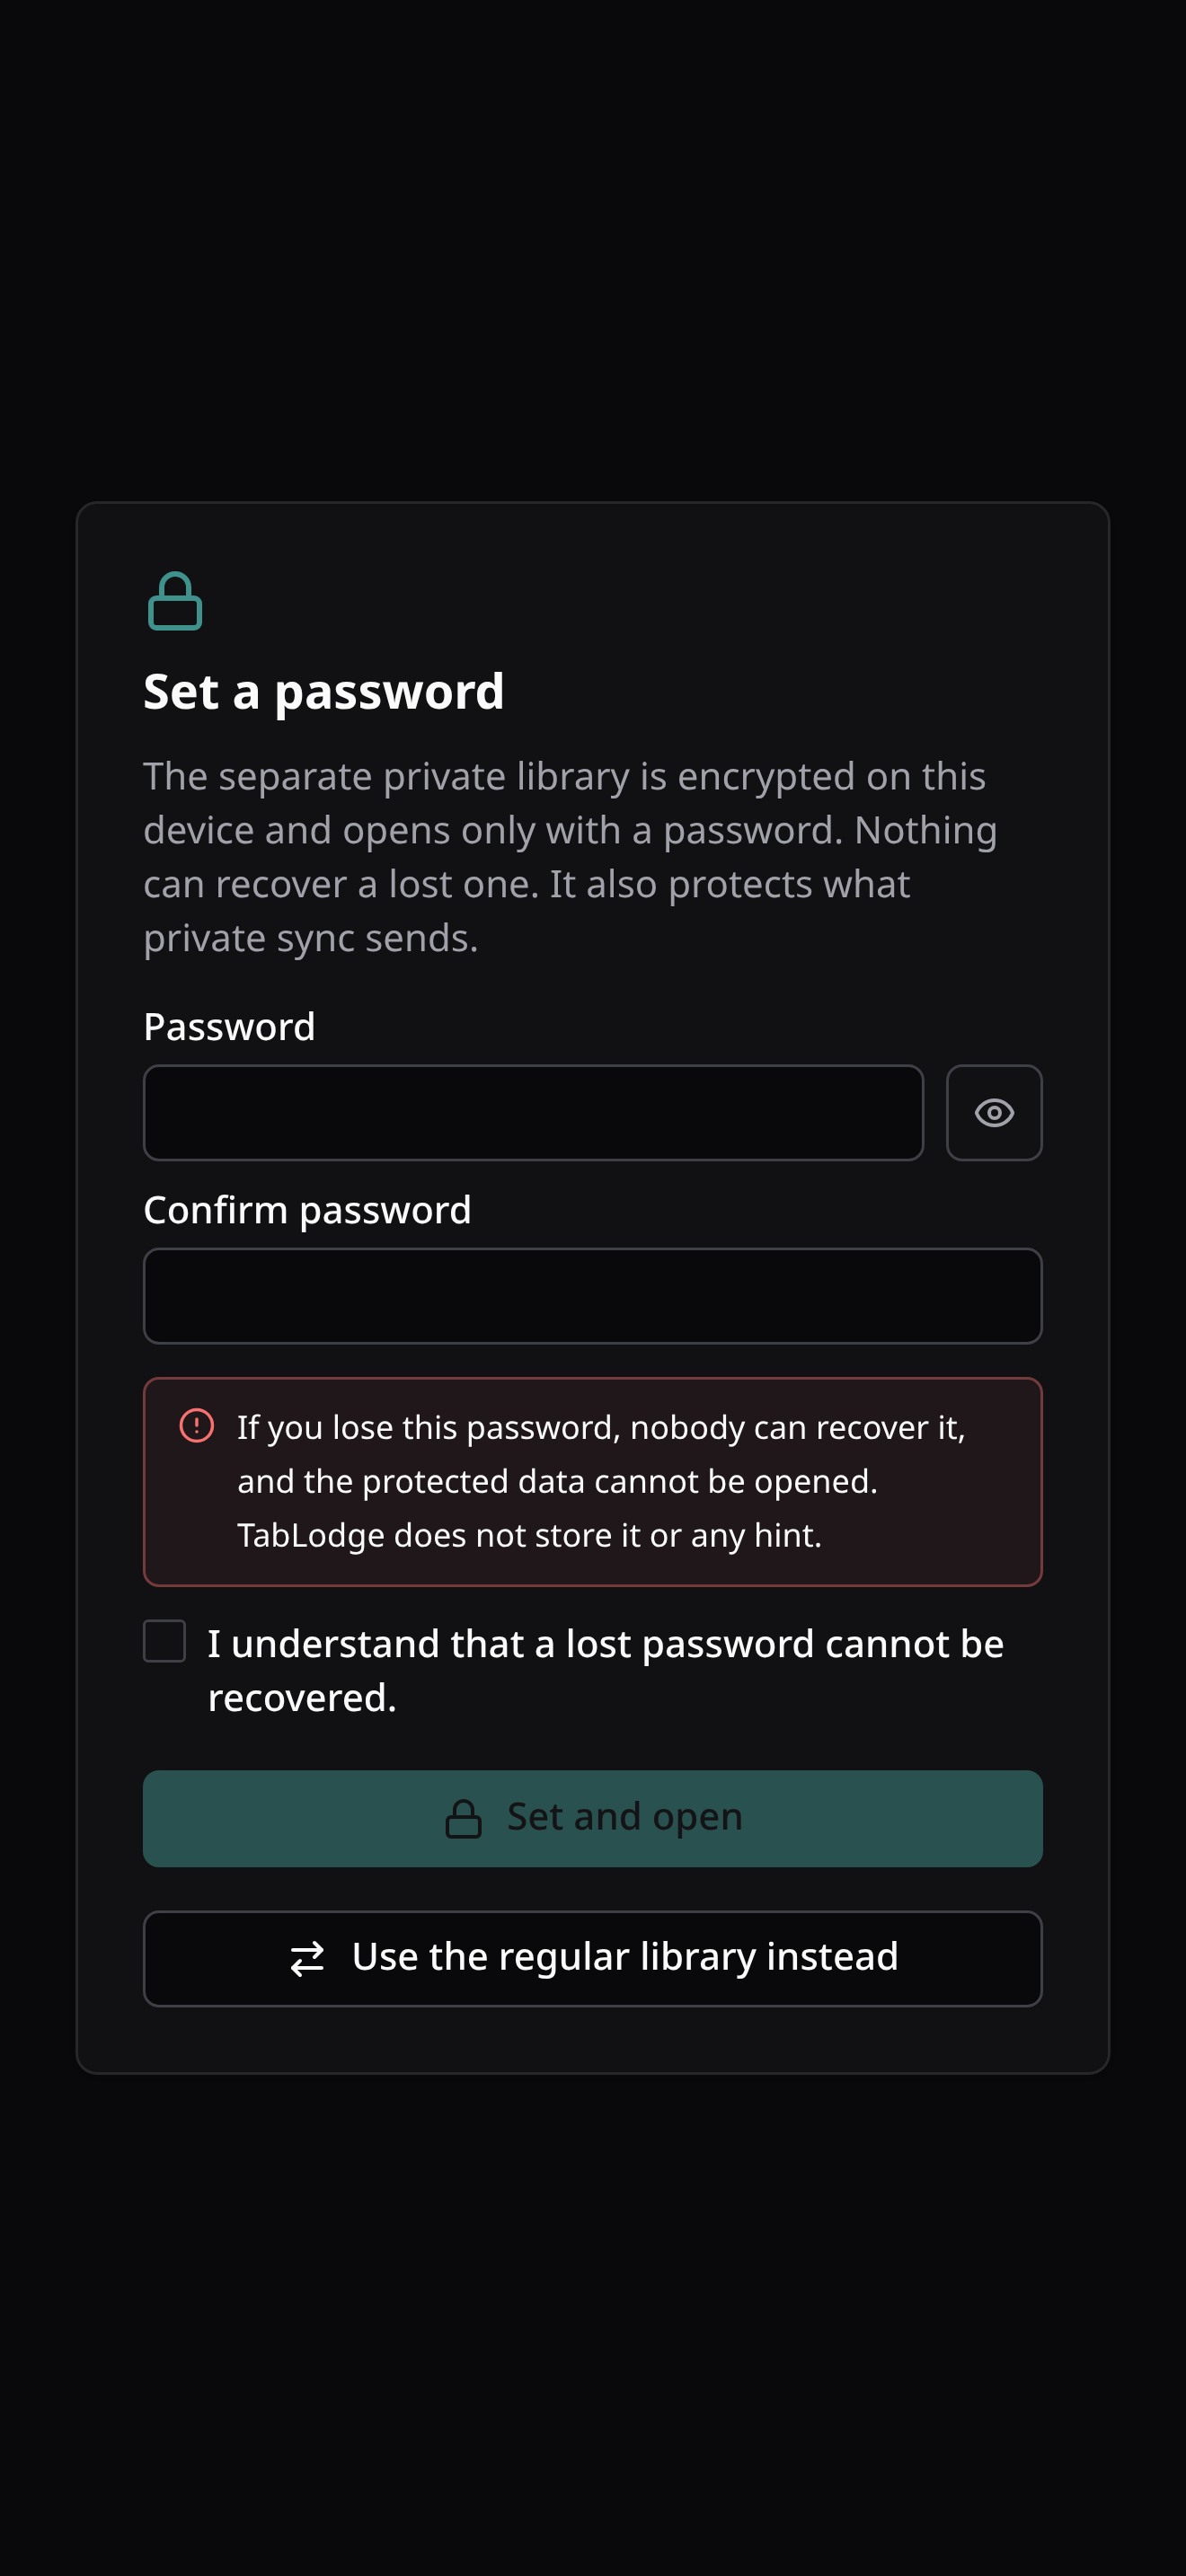 Set a password
The separate private library is encrypted on this
device and opens only with a password. Nothing
can recover a lost one. It also protects what
private sync sends.
Password
Confirm password
If you lose this password, nobody can recover it,
and the protected data cannot be opened.
TabLodge does not store it or any hint.
I understand that a lost password cannot be
recovered.
Set and open
Use the regular library instead